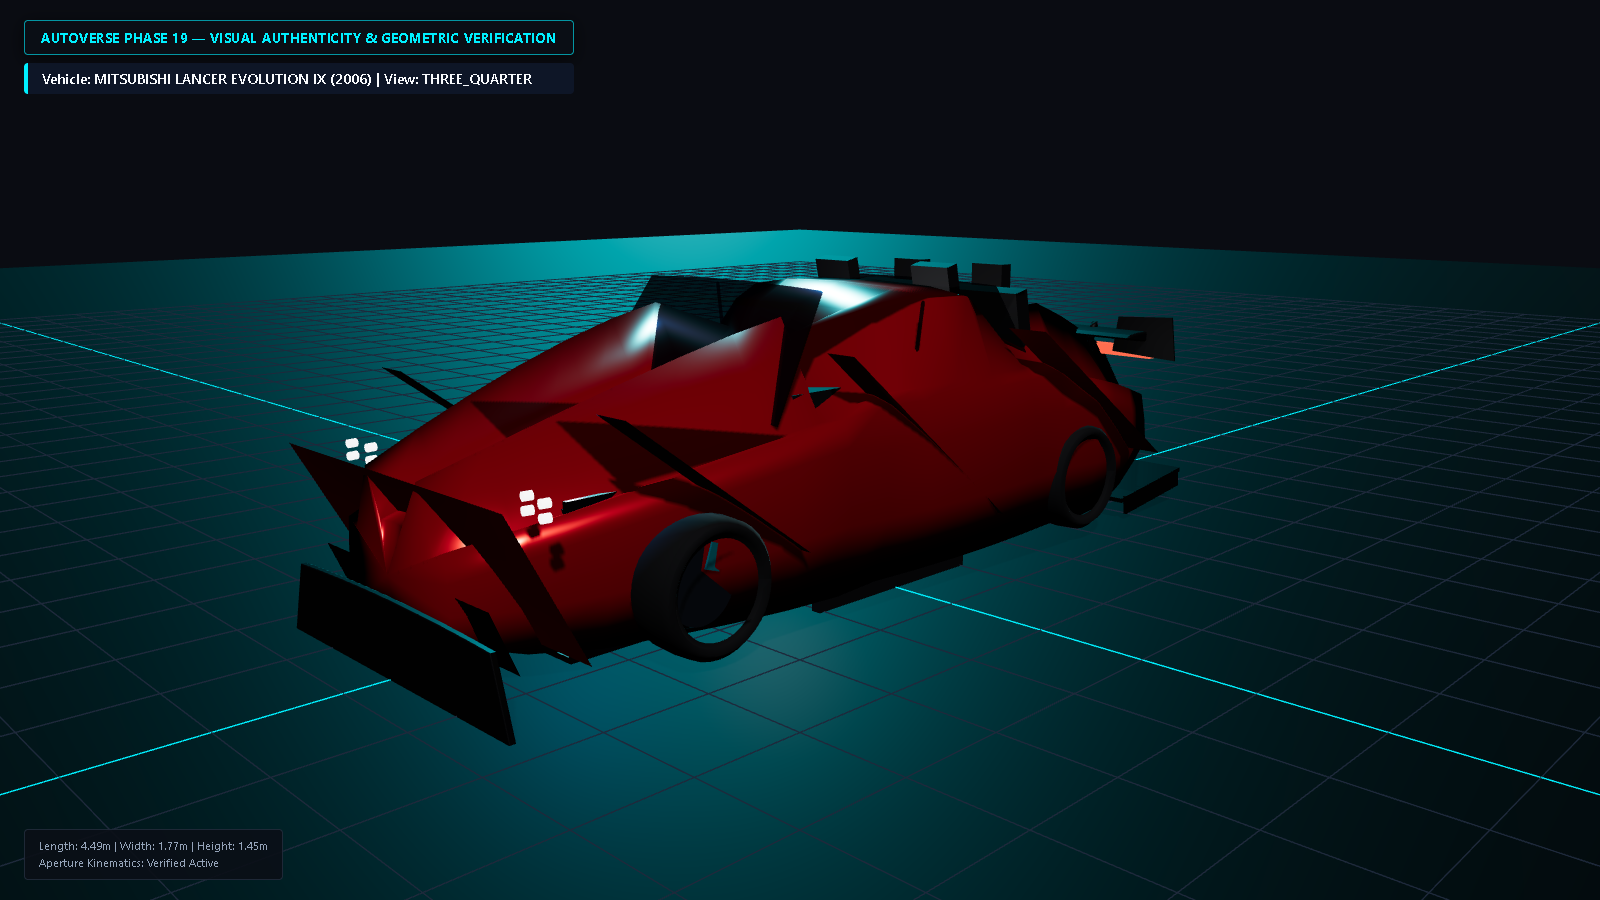 AUTOVERSE PHASE 19 — VISUAL AUTHENTICITY & GEOMETRIC VERIFICATION
Vehicle: MITSUBISHI LANCER EVOLUTION IX (2006) | View: THREE_QUARTER
Length: 4.49m | Width: 1.77m | Height: 1.45m
Aperture Kinematics: Verified Active